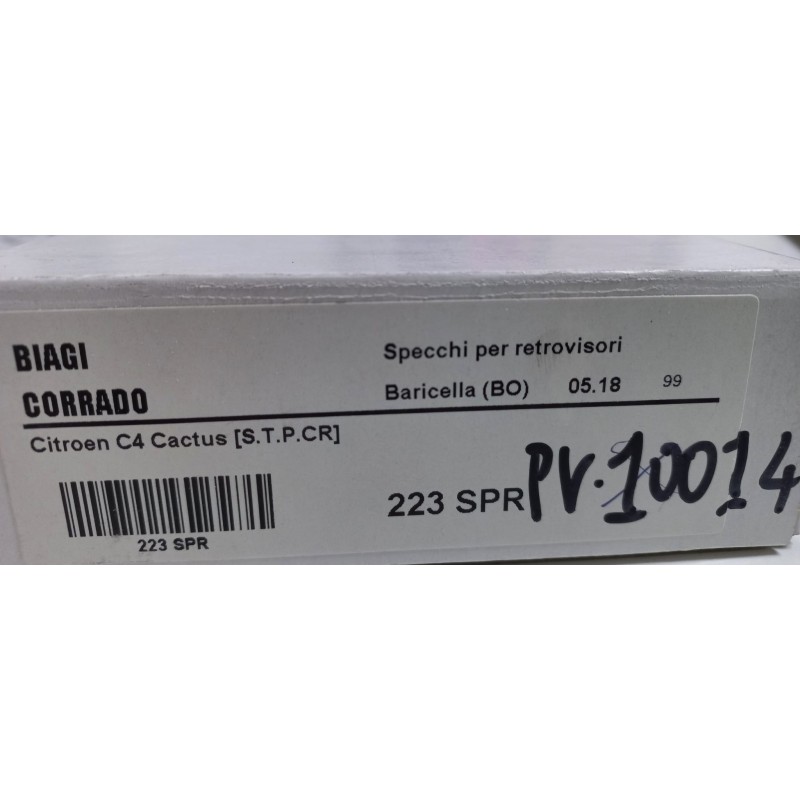 BIAGI
CORRADO
Specchi per retrovisori
Baricella (BO) 05.18 99
Citroen C4 Cactus [S.T.P.CR]
223 SPR
223 SPR PV.10014